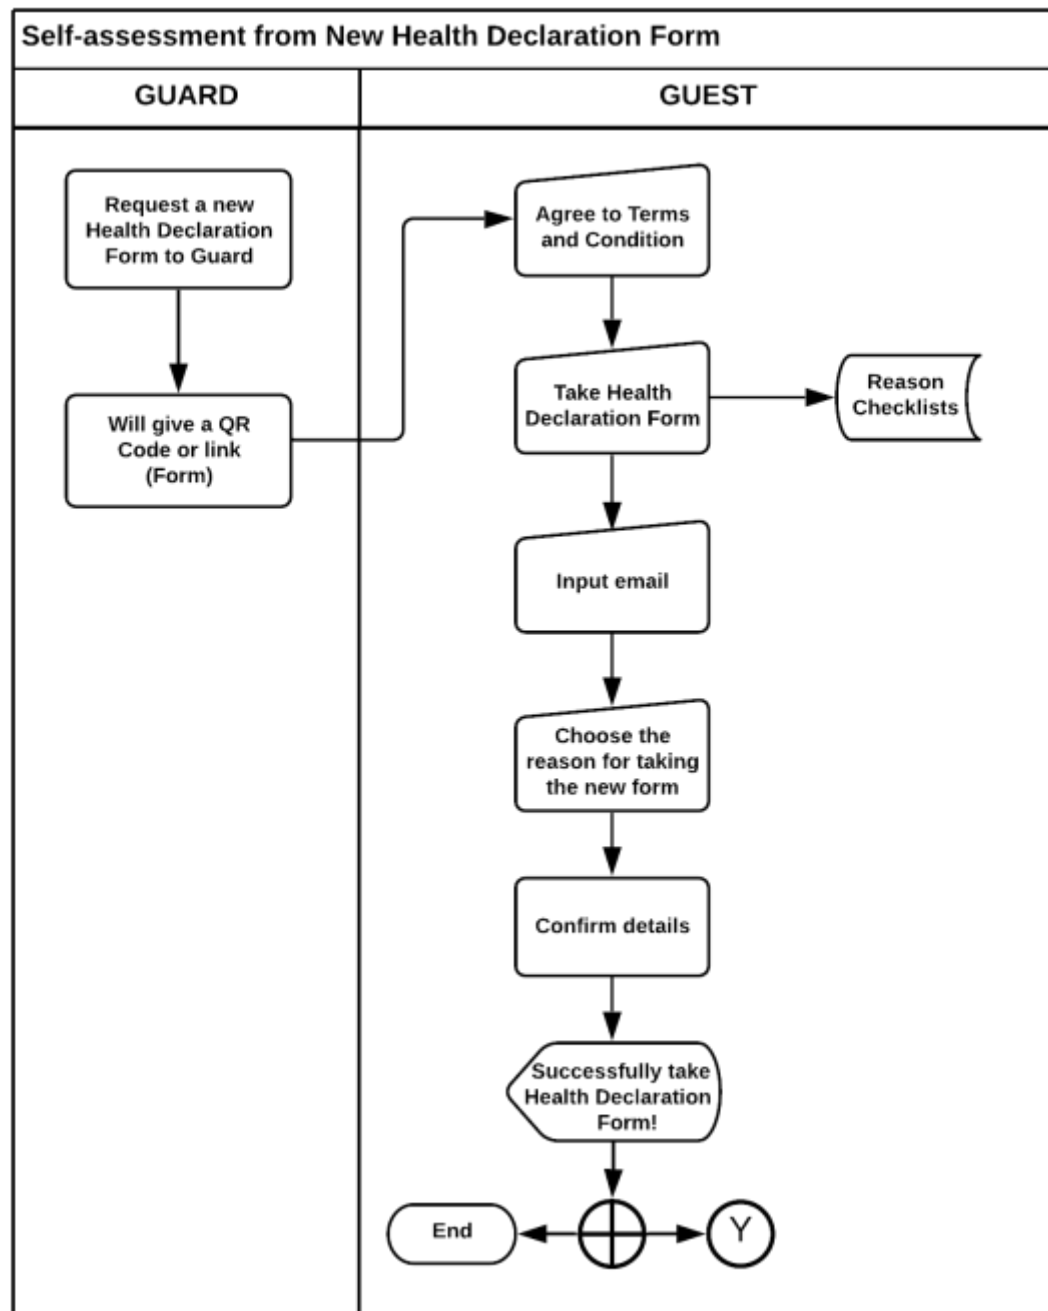 Self-assessment from New Health Declaration Form
GUARD
GUEST
Request a new
Health Declaration
Form to Guard
Will give a QR
Code or link
(Form)
Agree to Terms
and Condition
Take Health
Declaration Form
Reason
Checklists
Input email
Choose the
reason for taking
the new form
Confirm details
Successfully take
Health Declaration
Form!
End
Y